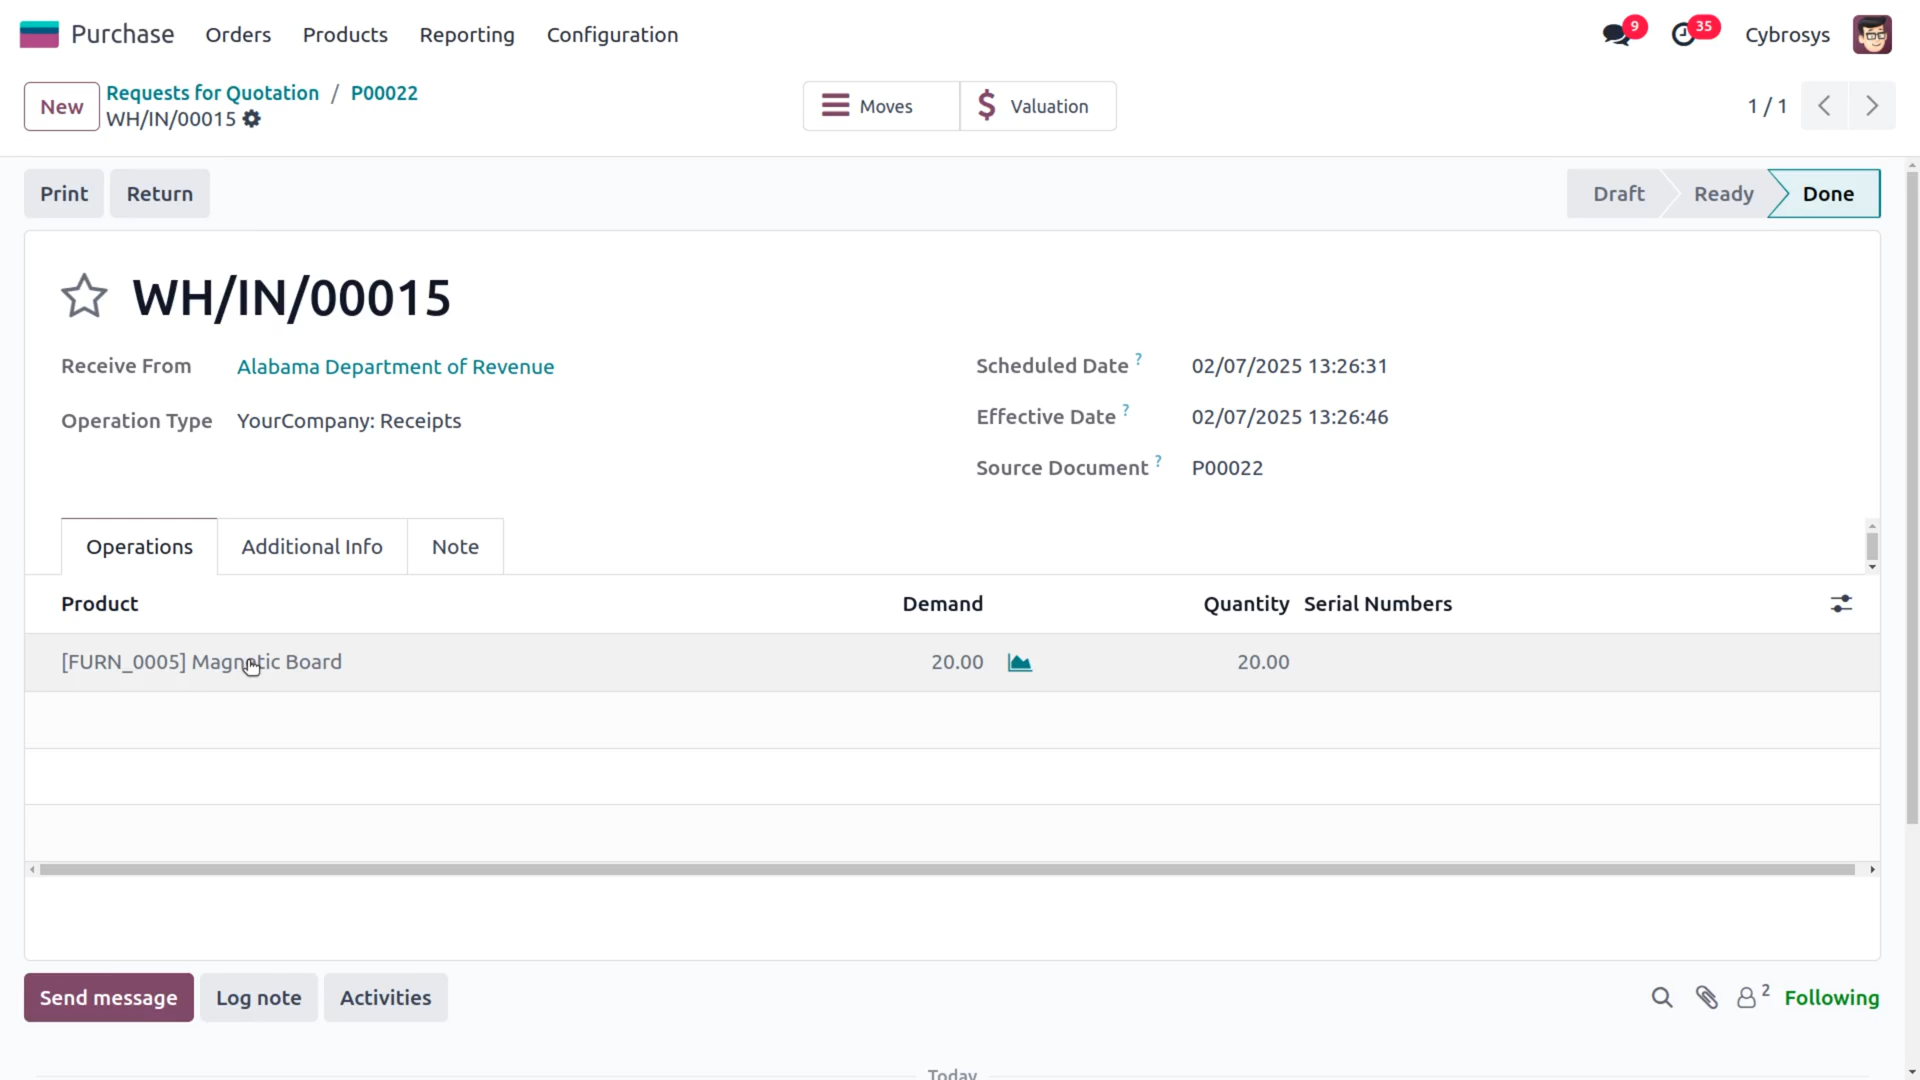 Purchase Orders Products Reporting Configuration 9 35 Cybrosys
New Requests for Quotation / P00022
WH/IN/00015
Moves Valuation 1 / 1
Print Return Draft Ready Done
WH/IN/00015
Receive From Alabama Department of Revenue
Operation Type YourCompany: Receipts
Scheduled Date ? 02/07/2025 13:26:31
Effective Date ? 02/07/2025 13:26:46
Source Document ? P00022
Operations Additional Info Note
Product Demand Quantity Serial Numbers
[FURN_0005] Magnetic Board 20.00 20.00
Send message Log note Activities 2 Following
Today